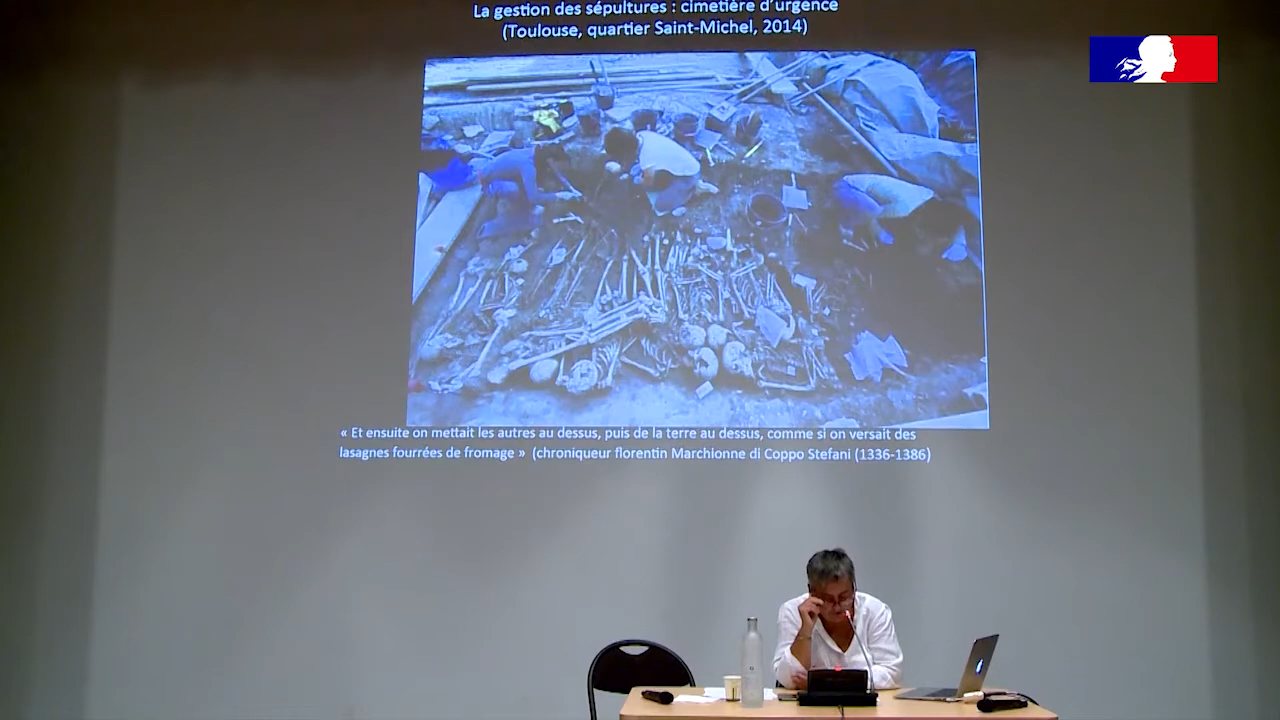 La gestion des sépultures : cimetière d'urgence
(Toulouse, quartier Saint-Michel, 2014)
« Et ensuite on mettait les autres au dessus, puis de la terre au dessus, comme si on versait des
lasagnes fourrées de fromage » (chroniqueur florentin Marchionne di Coppo Stefani (1336-1386)